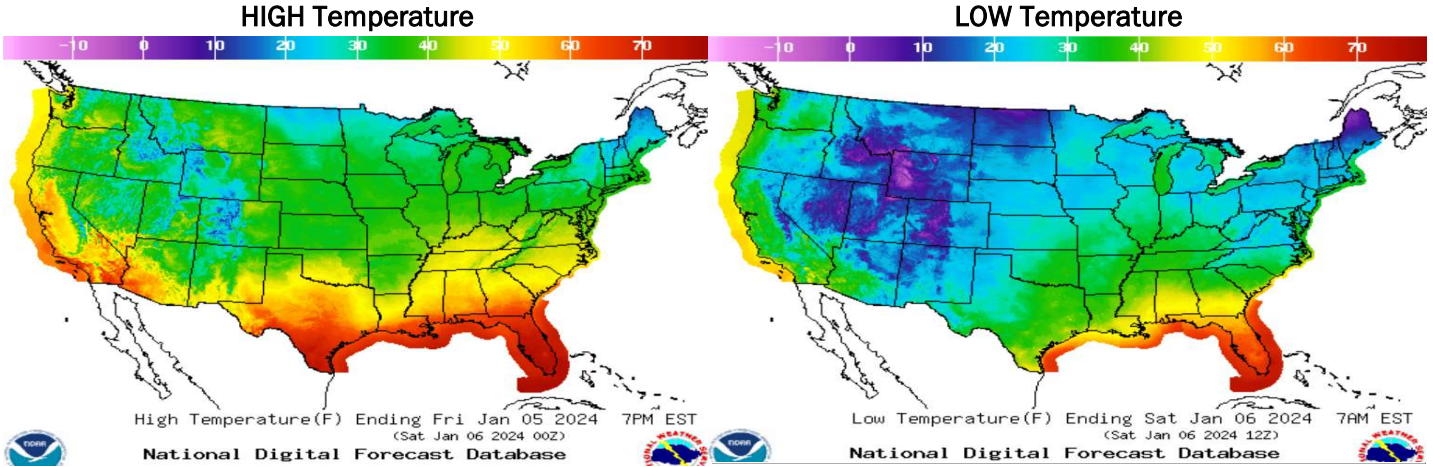 HIGH Temperature
-10 0 10 20 30 40 50 60 70
High Temperature(F) Ending Fri Jan 05 2024 7PM EST
(Sat Jan 06 2024 00Z)
National Digital Forecast Database
NOAA
LOW Temperature
-10 0 10 20 30 40 50 60 70
Low Temperature(F) Ending Sat Jan 06 2024 7AM EST
(Sat Jan 06 2024 12Z)
National Digital Forecast Database
NOAA